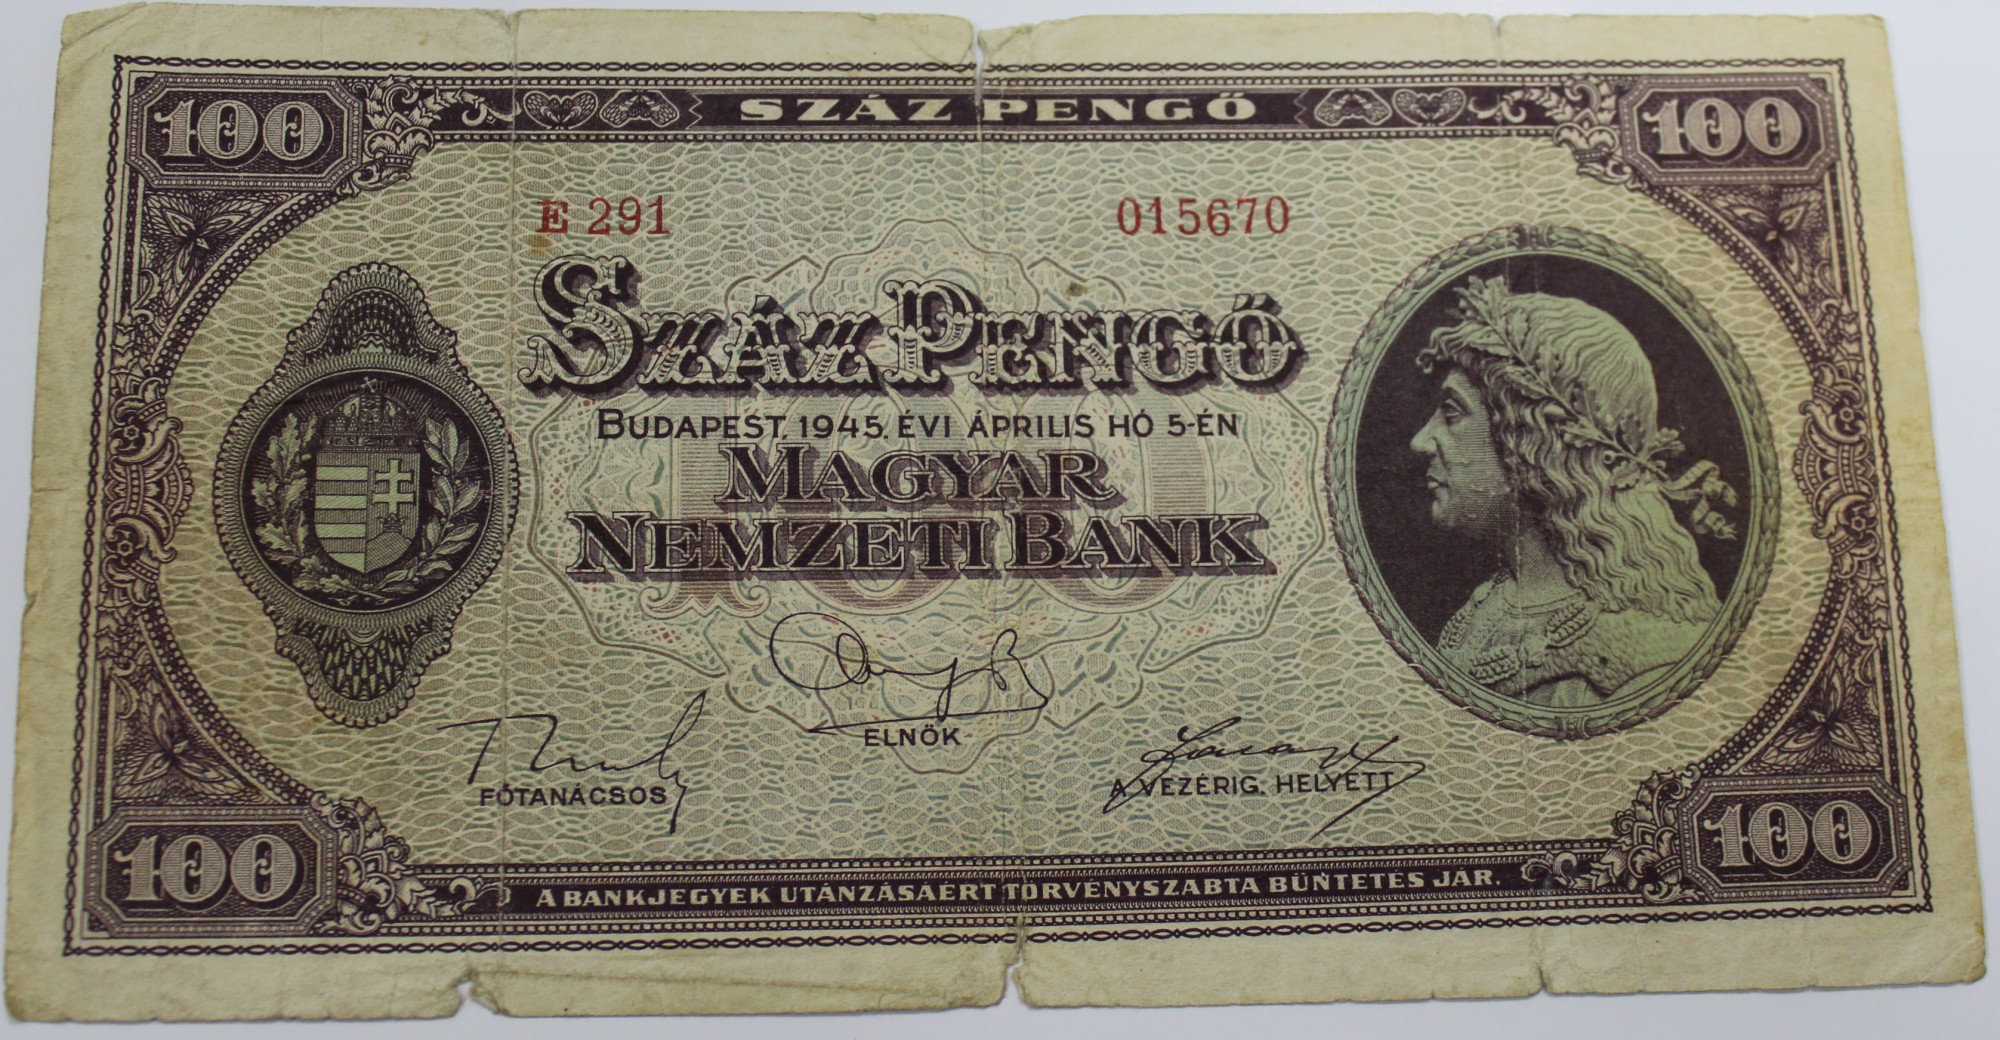 100 SZÁZ PENGŐ 100
E 291 015670
SZÁZ PENGŐ
BUDAPEST, 1945. ÉVI ÁPRILIS HÓ 5-ÉN
MAGYAR
NEMZETI BANK
ELNÖK
FŐTANÁCSOS
A VEZÉRIG. HELYETT
100 100
A BANKJEGYEK UTÁNZÁSÁÉRT TÖRVÉNYSZABTA BÜNTETÉS JÁR.